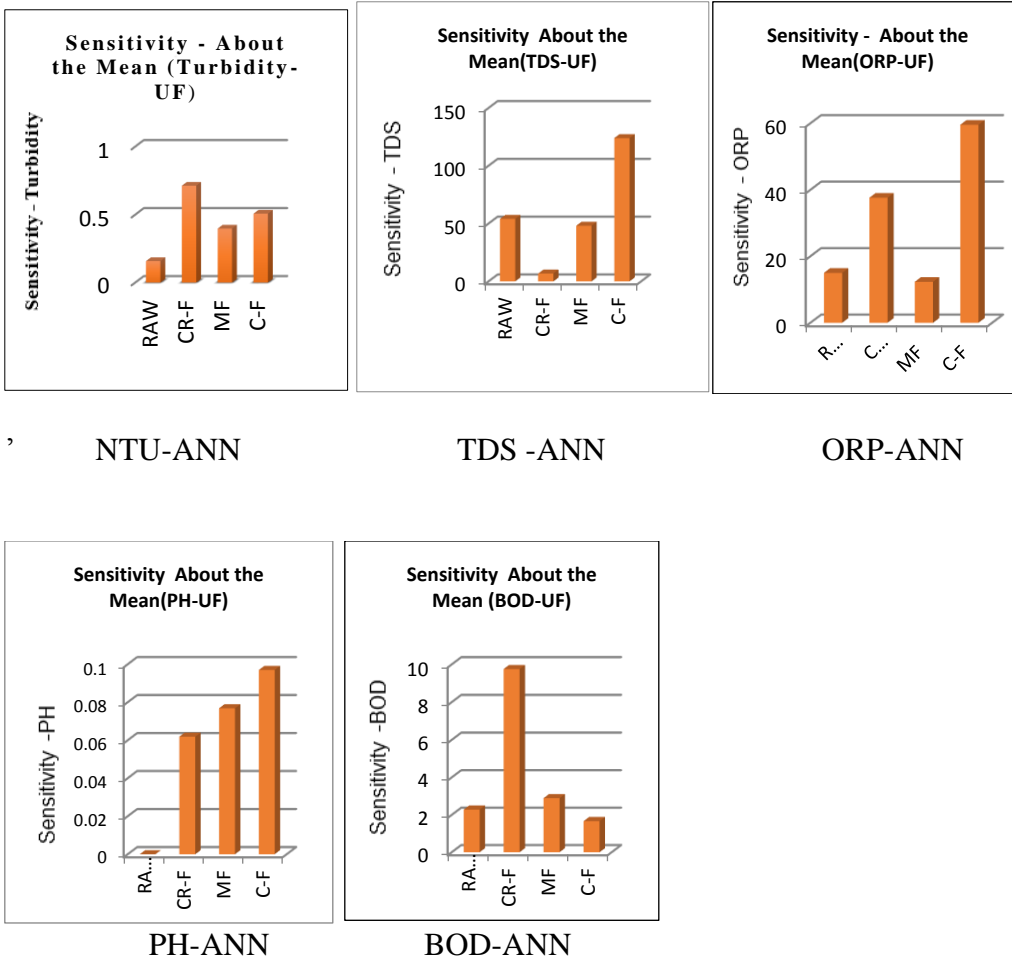 Sensitivity - About
the Mean (Turbidity-
UF)
Sensitivity - Turbidity
1
0.5
0
RAW
CR-F
MF
C-F
Sensitivity About the
Mean(TDS-UF)
Sensitivity - TDS
150
100
50
0
RAW
CR-F
MF
C-F
Sensitivity - About the
Mean(ORP-UF)
Sensitivity - ORP
60
40
20
0
R...
C...
MF
C-F
’ NTU-ANN TDS -ANN ORP-ANN
Sensitivity About the
Mean(PH-UF)
Sensitivity -PH
0.1
0.08
0.06
0.04
0.02
0
RA...
CR-F
MF
C-F
Sensitivity About the
Mean (BOD-UF)
Sensitivity -BOD
10
8
6
4
2
0
RA...
CR-F
MF
C-F
PH-ANN BOD-ANN